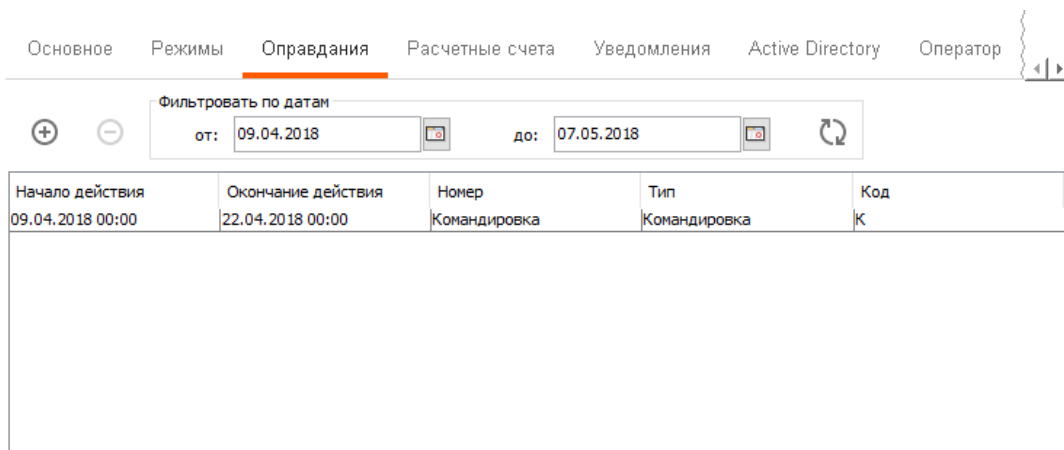 Основное Режимы Оправдания Расчетные счета Уведомления Active Directory Оператор
Фильтровать по датам
от: 09.04.2018 до: 07.05.2018
Начало действия Окончание действия Номер Тип Код
09.04.2018 00:00 22.04.2018 00:00 Командировка Командировка К